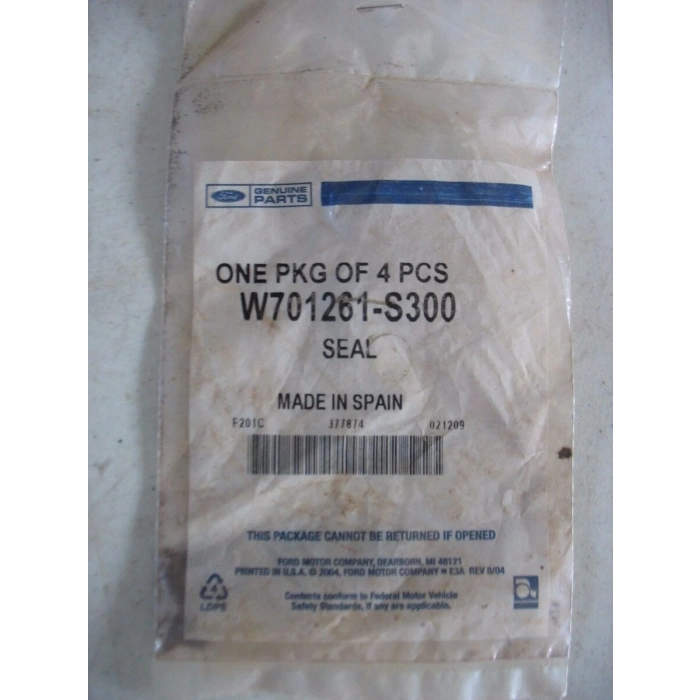 Ford GENUINE PARTS
ONE PKG OF 4 PCS
W701261-S300
SEAL
MADE IN SPAIN
F201C 377874 021209
THIS PACKAGE CANNOT BE RETURNED IF OPENED
FORD MOTOR COMPANY, DEARBORN, MI 48121
PRINTED IN U.S.A. © 2004, FORD MOTOR COMPANY E3A REV 8/04
4
LDPE
Contents conform to Federal Motor Vehicle
Safety Standards, if any are applicable.